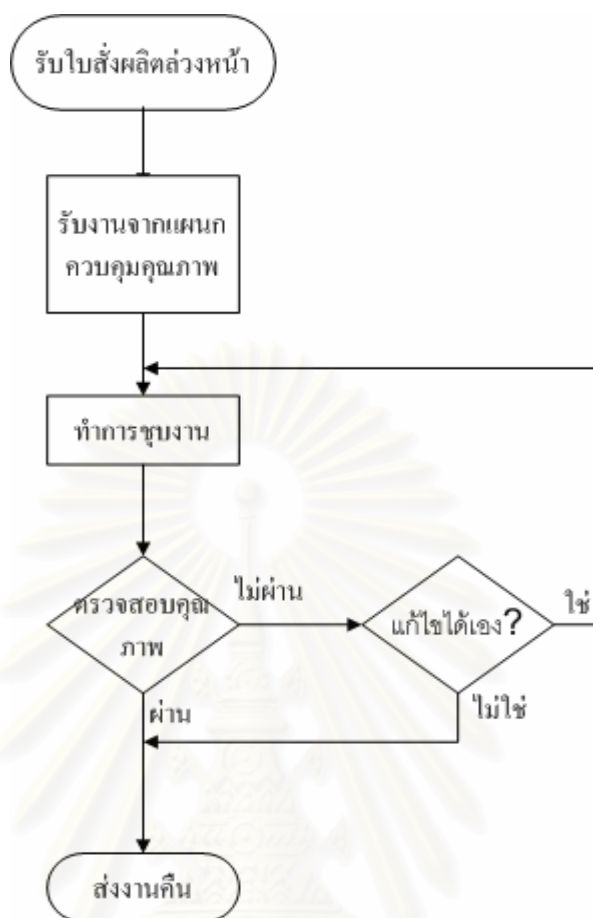 รับใบสั่งผลิตล่วงหน้า
รับงานจากแผนก
ควบคุมคุณภาพ
ทำการชุบงาน
ตรวจสอบคุณ
ภาพ
ไม่ผ่าน
แก้ไขได้เอง?
ใช่
ผ่าน
ไม่ใช่
ส่งงานคืน